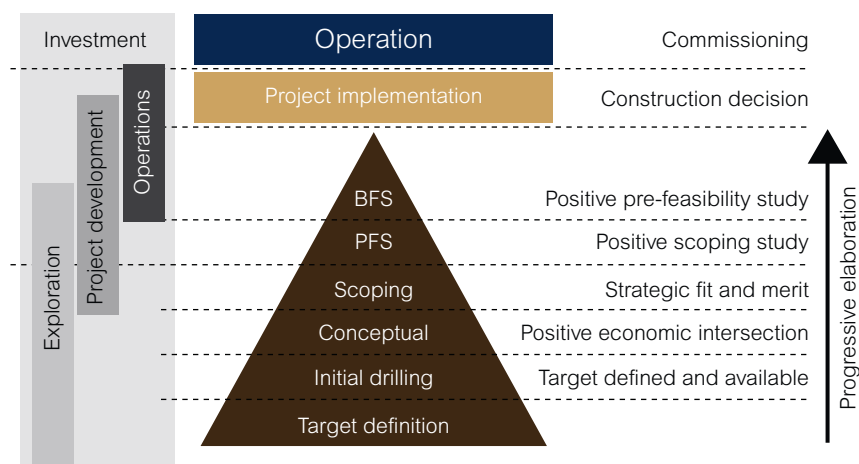 Investment
Operation
Commissioning
Project implementation
Construction decision
Operations
Project development
Exploration
BFS
Positive pre-feasibility study
PFS
Positive scoping study
Scoping
Strategic fit and merit
Conceptual
Positive economic intersection
Initial drilling
Target defined and available
Target definition
Progressive elaboration